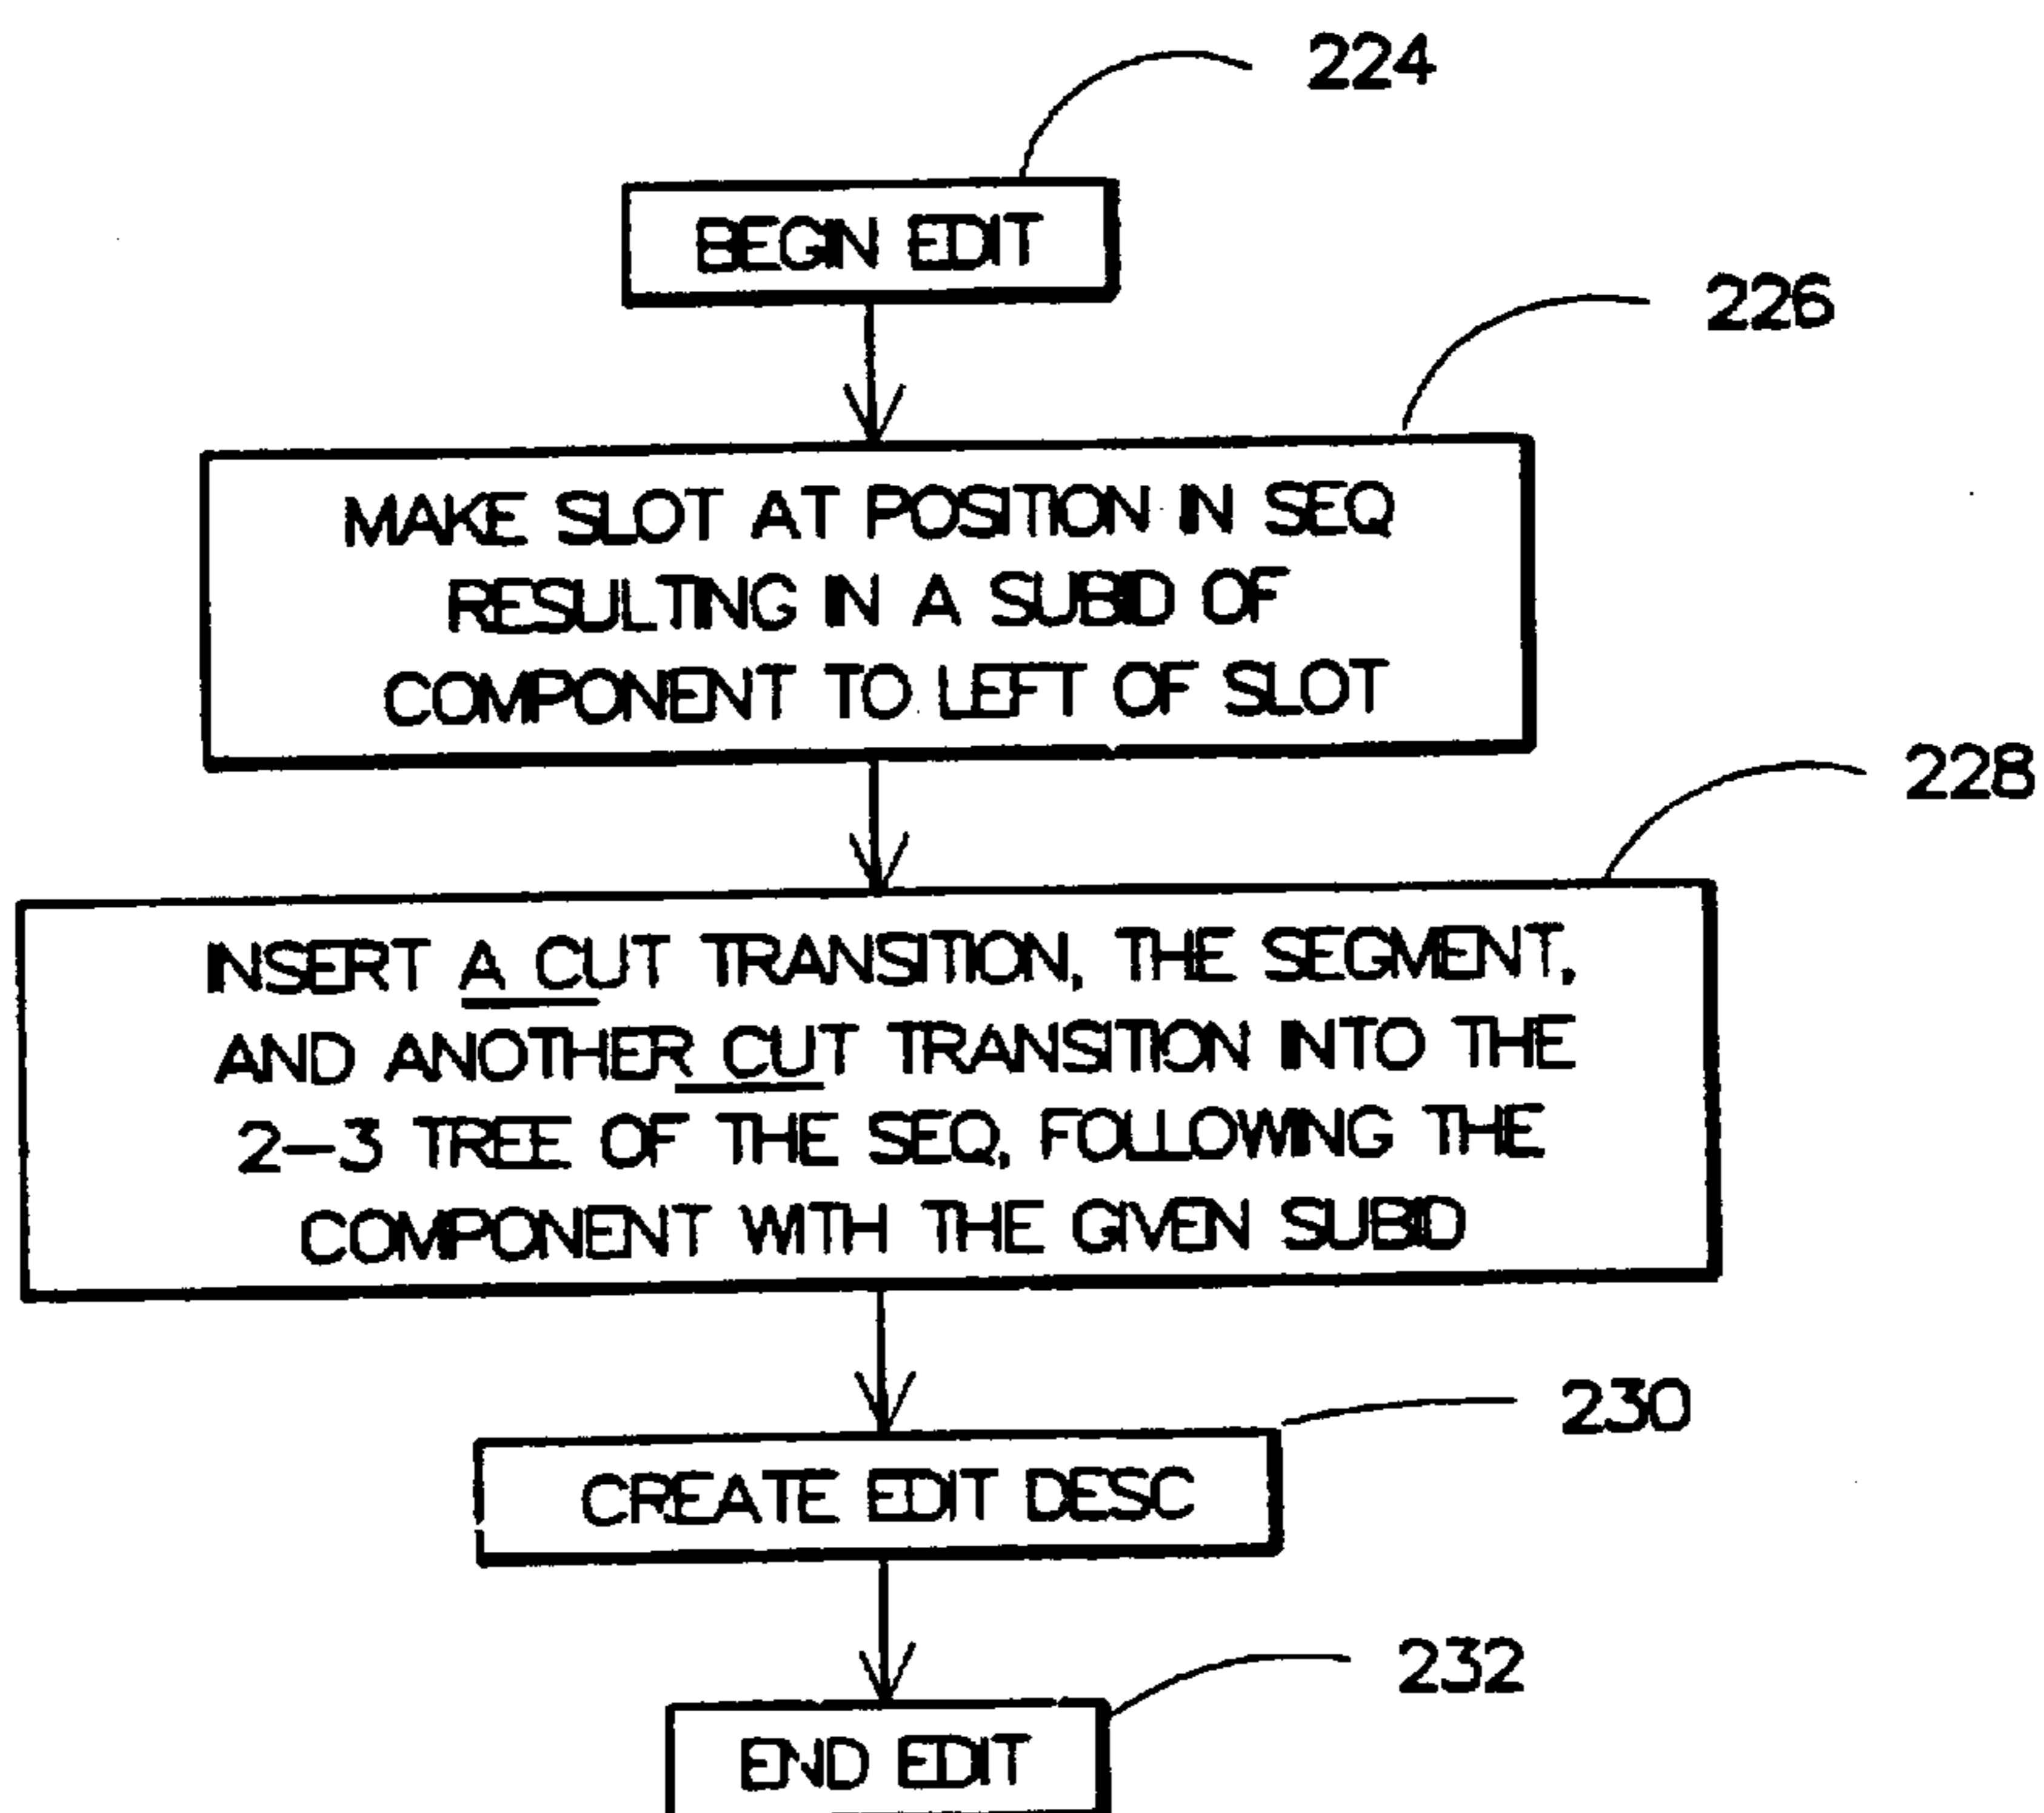 224
BEGIN EDIT
226
MAKE SLOT AT POSITION IN SEQ
RESULTING IN A SUBID OF
COMPONENT TO LEFT OF SLOT
228
INSERT A CUT TRANSITION, THE SEGMENT,
AND ANOTHER CUT TRANSITION INTO THE
2-3 TREE OF THE SEQ, FOLLOWING THE
COMPONENT WITH THE GIVEN SUBID
230
CREATE EDIT DESC
232
END EDIT